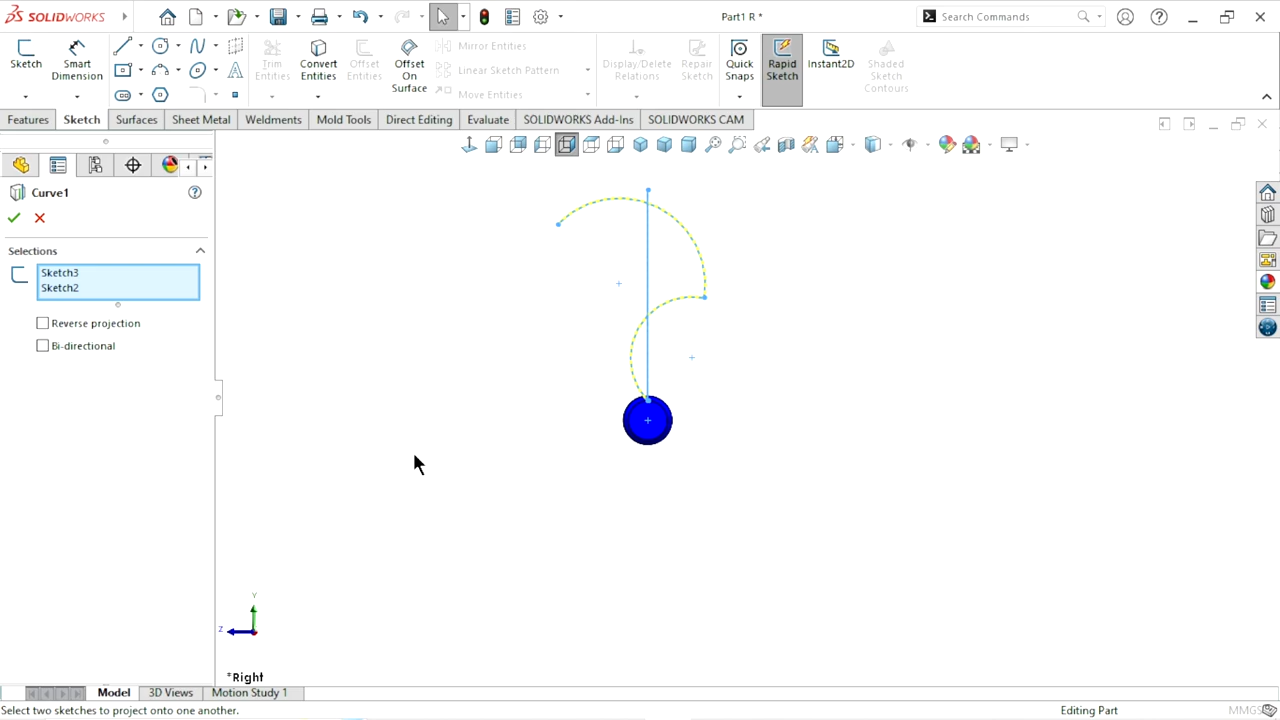 SOLIDWORKS
Part1 R *
Search Commands
Sketch
Smart Dimension
Trim Entities
Convert Entities
Offset Entities
Offset On Surface
Mirror Entities
Linear Sketch Pattern
Move Entities
Display/Delete Relations
Repair Sketch
Quick Snaps
Rapid Sketch
Instant2D
Shaded Sketch Contours
Features
Sketch
Surfaces
Sheet Metal
Weldments
Mold Tools
Direct Editing
Evaluate
SOLIDWORKS Add-Ins
SOLIDWORKS CAM
Curve1
Selections
Sketch3
Sketch2
Reverse projection
Bi-directional
Y
Z
*Right
Model
3D Views
Motion Study 1
Select two sketches to project onto one another.
Editing Part
MMGS